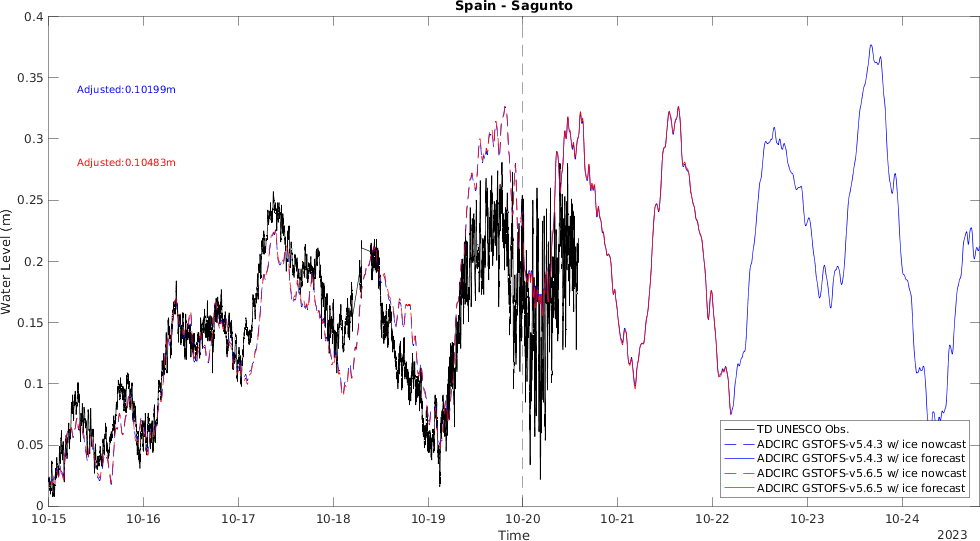 Spain - Sagunto
0.4
0.35
0.3
0.25
0.2
0.15
0.1
0.05
0
Water Level (m)
Adjusted:0.10199m
Adjusted:0.10483m
TD UNESCO Obs.
ADCIRC GSTOFS-v5.4.3 w/ ice nowcast
ADCIRC GSTOFS-v5.4.3 w/ ice forecast
ADCIRC GSTOFS-v5.6.5 w/ ice nowcast
ADCIRC GSTOFS-v5.6.5 w/ ice forecast
10-15 10-16 10-17 10-18 10-19 10-20 10-21 10-22 10-23 10-24
Time
2023